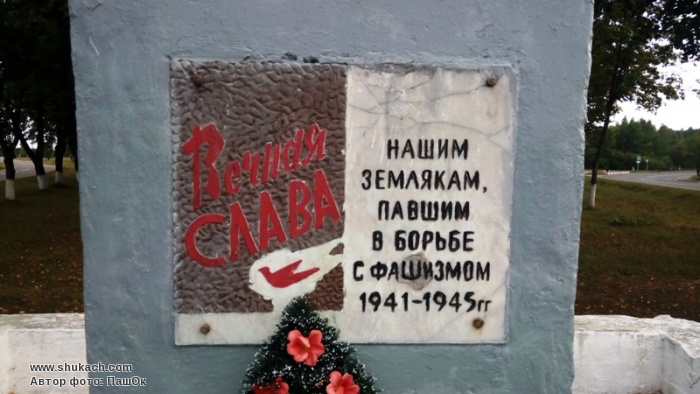 Вечная
СЛАВА
НАШИМ
ЗЕМЛЯКАМ,
ПАВШИМ
В БОРЬБЕ
С ФАШИЗМОМ
1941-1945гг
www.shukach.com
Автор фото: ПашОк